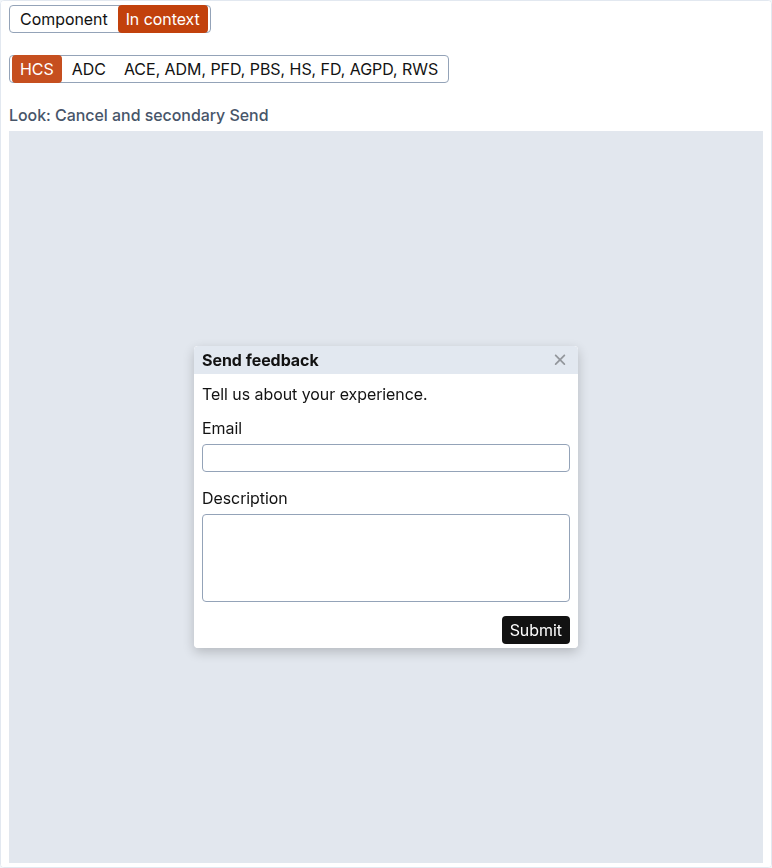 Component In context
HCS ADC ACE, ADM, PFD, PBS, HS, FD, AGPD, RWS
Look: Cancel and secondary Send
Send feedback
Tell us about your experience.
Email
Description
Submit